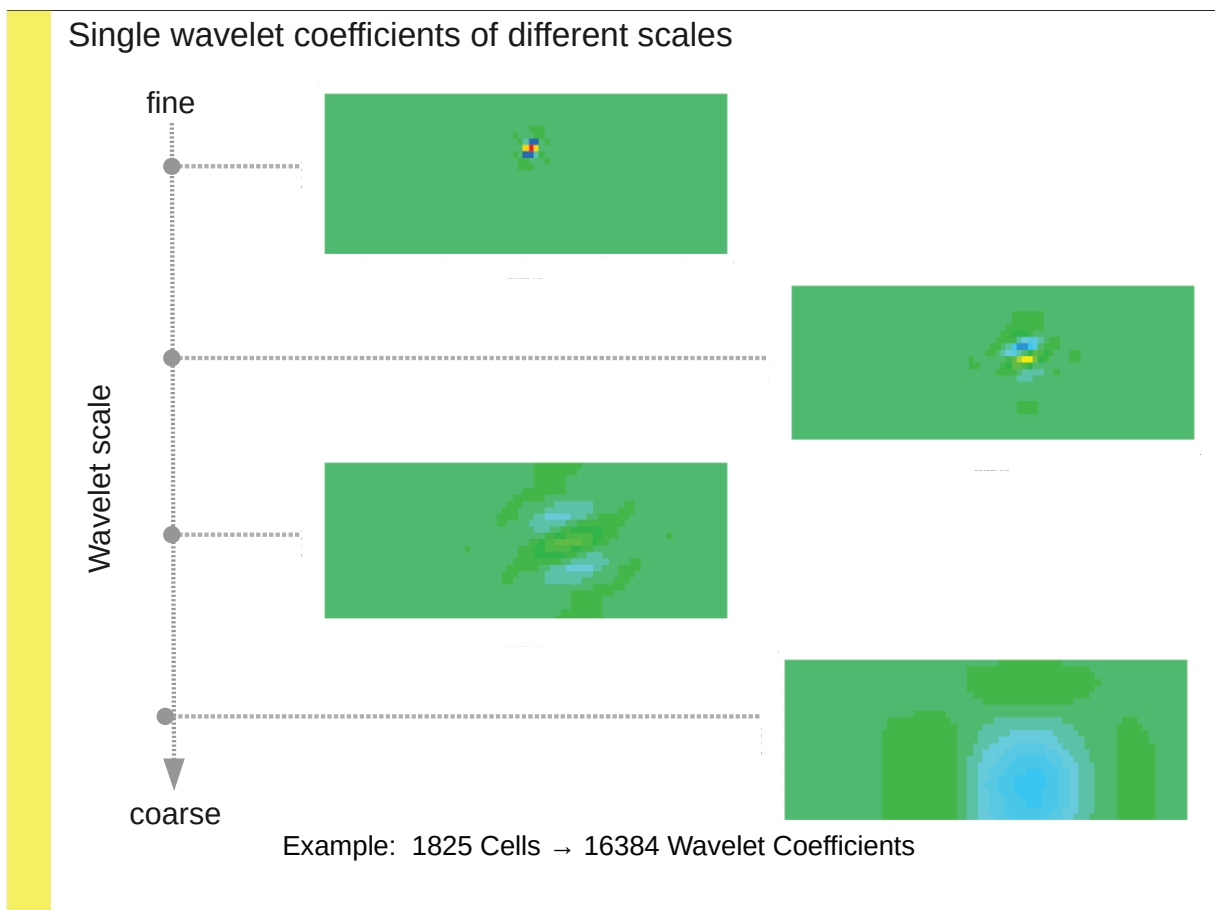 Single wavelet coefficients of different scales
fine
Wavelet scale
coarse
Example:  1825 Cells → 16384 Wavelet Coefficients